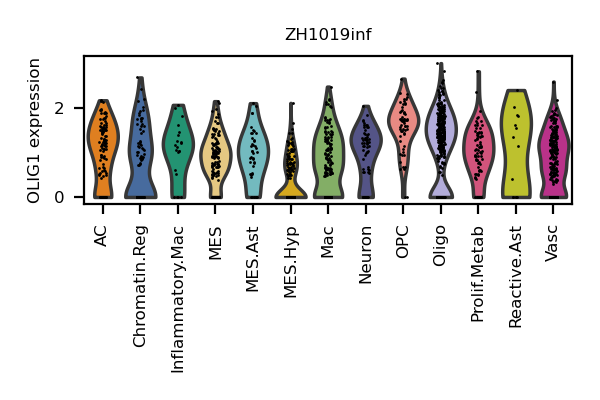 ZH1019inf
OLIG1 expression
2
0
AC
Chromatin.Reg
Inflammatory.Mac
MES
MES.Ast
MES.Hyp
Mac
Neuron
OPC
Oligo
Prolif.Metab
Reactive.Ast
Vasc